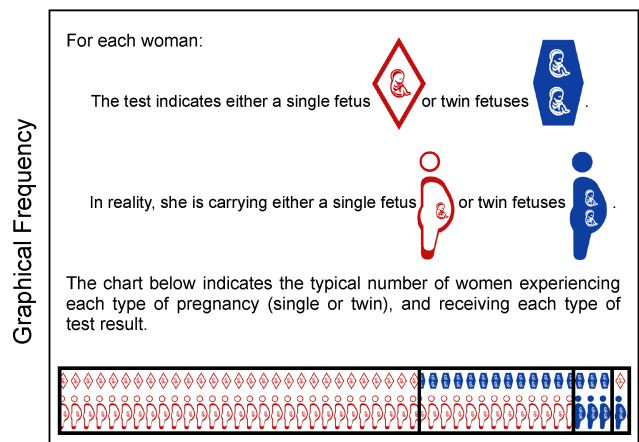 Graphical Frequency
For each woman:
The test indicates either a single fetus or twin fetuses .
In reality, she is carrying either a single fetus or twin fetuses .
The chart below indicates the typical number of women experiencing
each type of pregnancy (single or twin), and receiving each type of
test result.